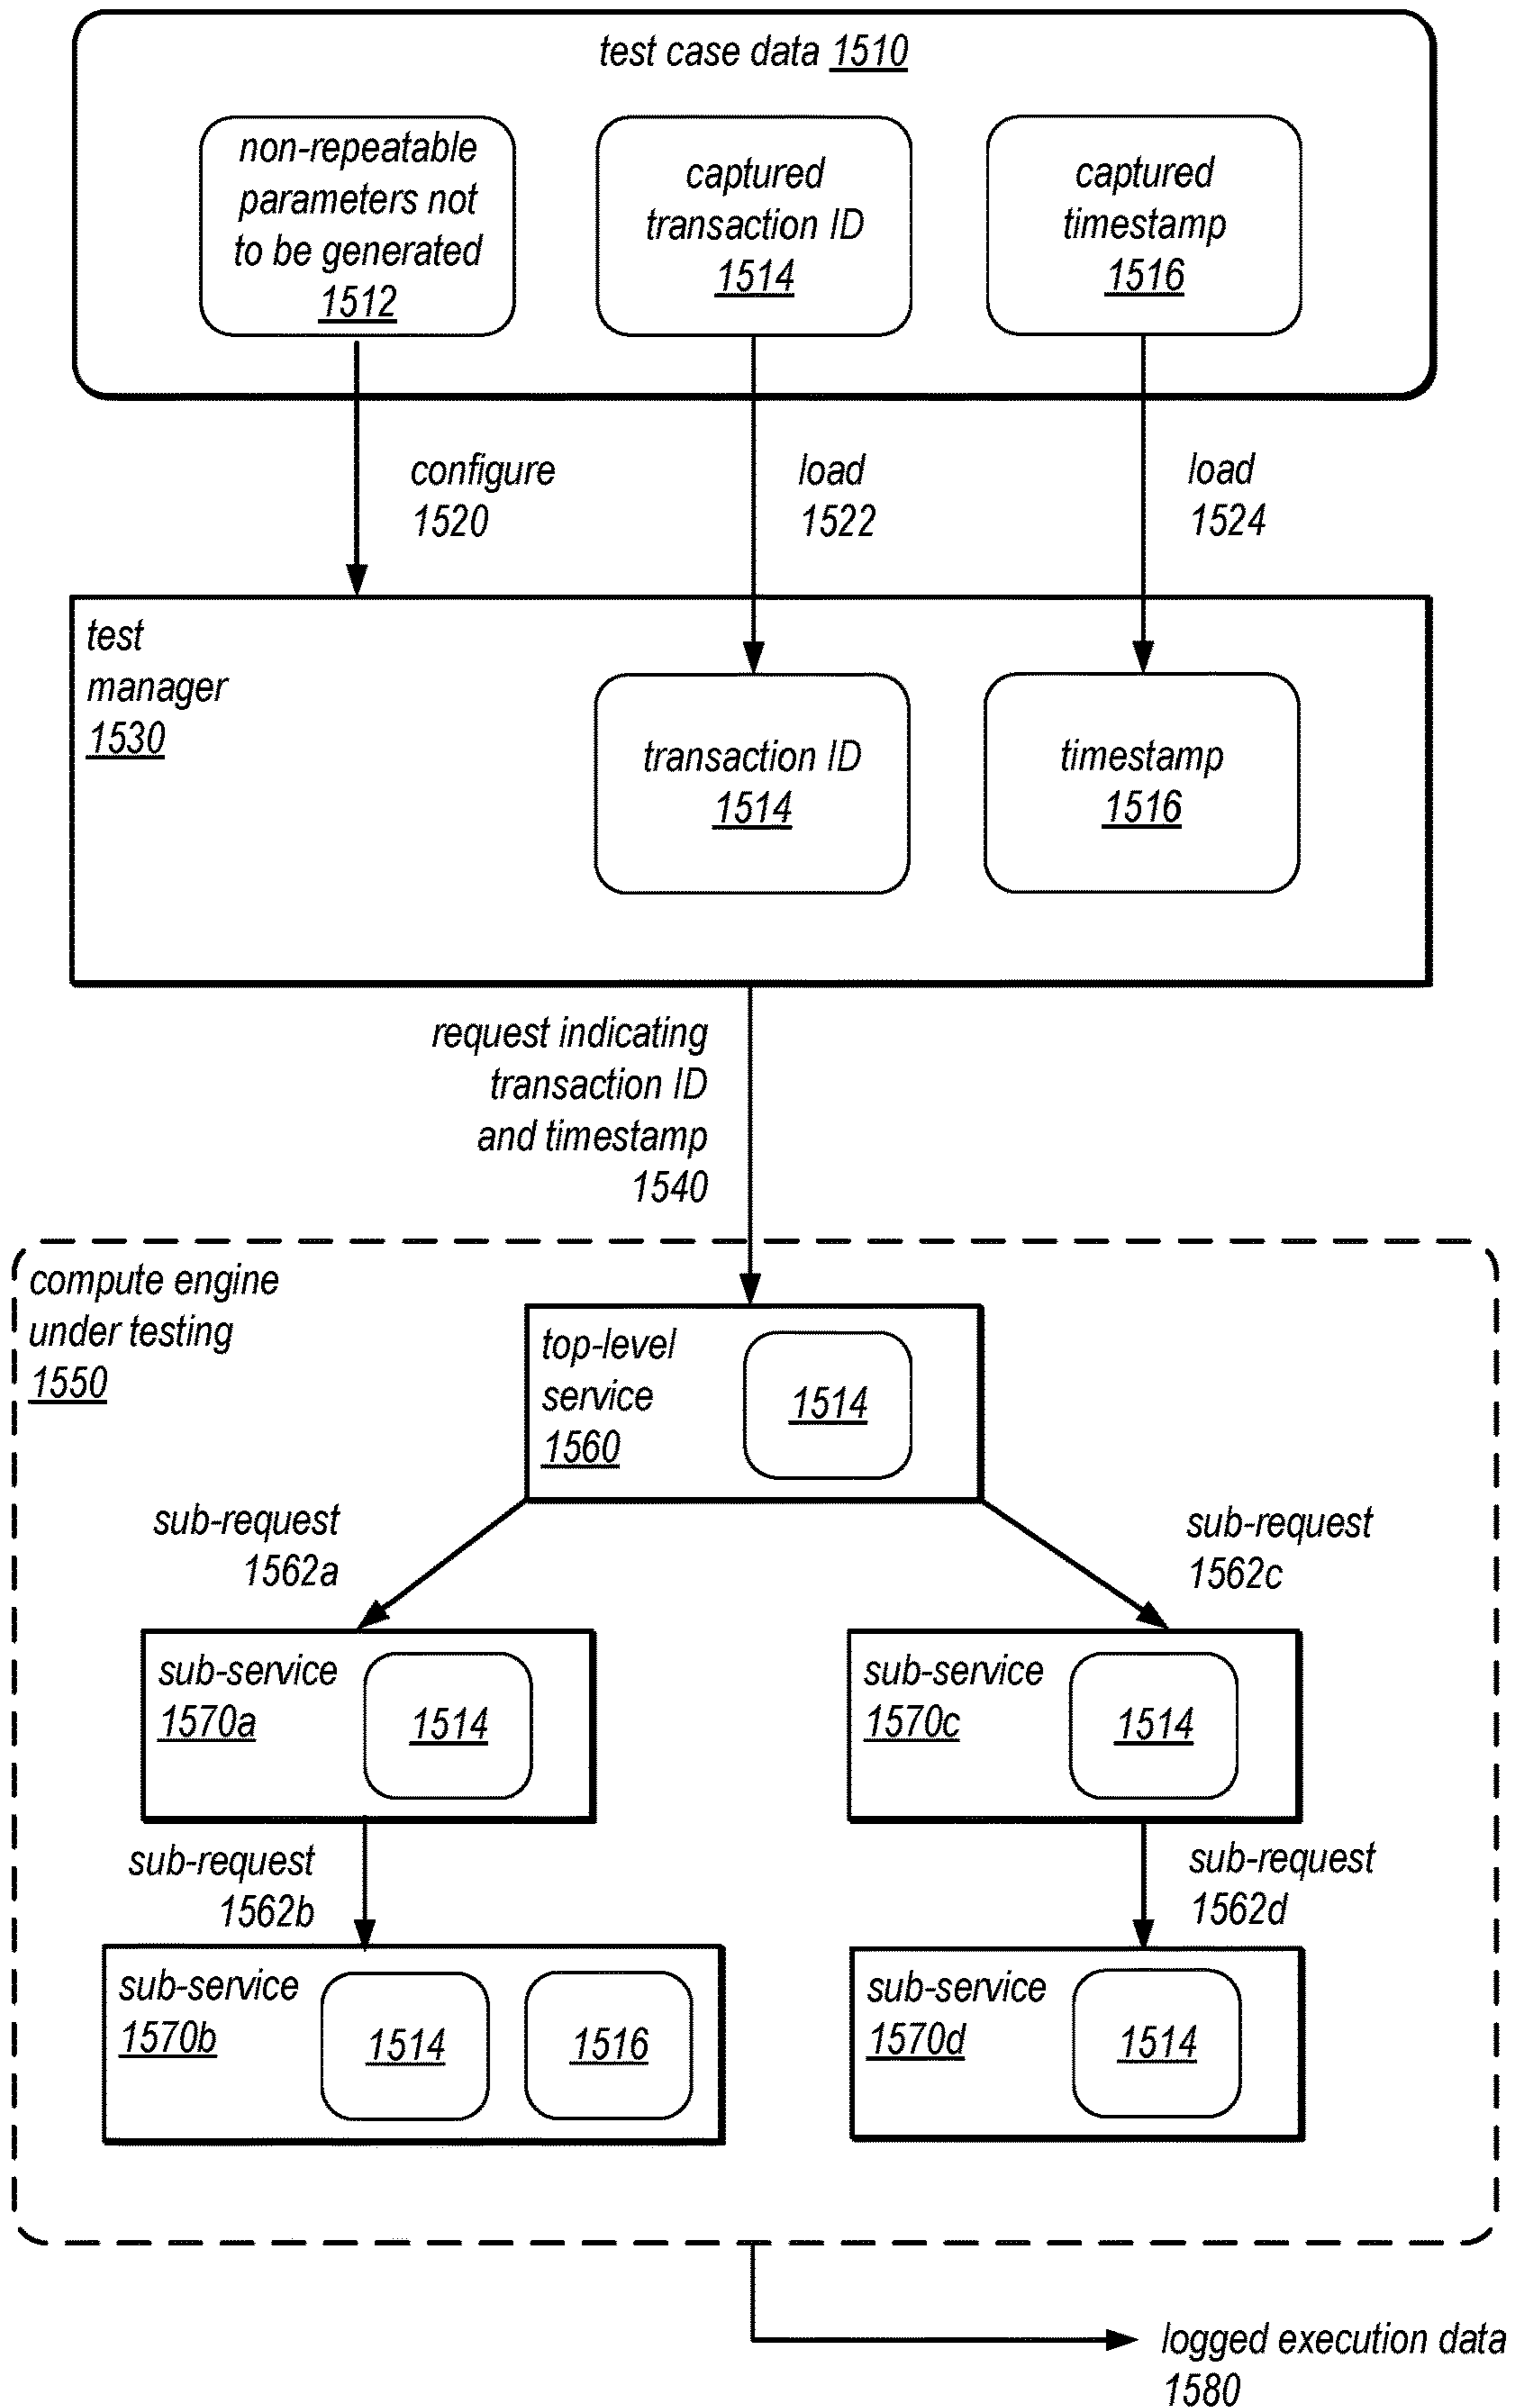 test case data 1510
non-repeatable
parameters not
to be generated
1512
captured
transaction ID
1514
captured
timestamp
1516
configure
1520
load
1522
load
1524
test
manager
1530
transaction ID
1514
timestamp
1516
request indicating
transaction ID
and timestamp
1540
compute engine
under testing
1550
top-level
service
1560
1514
sub-request
1562a
sub-request
1562c
sub-service
1570a
1514
sub-service
1570c
1514
sub-request
1562b
sub-request
1562d
sub-service
1570b
1514
1516
sub-service
1570d
1514
logged execution data
1580